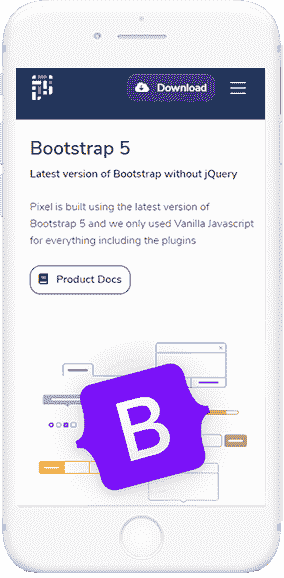 Download
Bootstrap 5
Latest version of Bootstrap without jQuery
Pixel is built using the latest version of
Bootstrap 5 and we only used Vanilla Javascript
for everything including the plugins
Product Docs
B